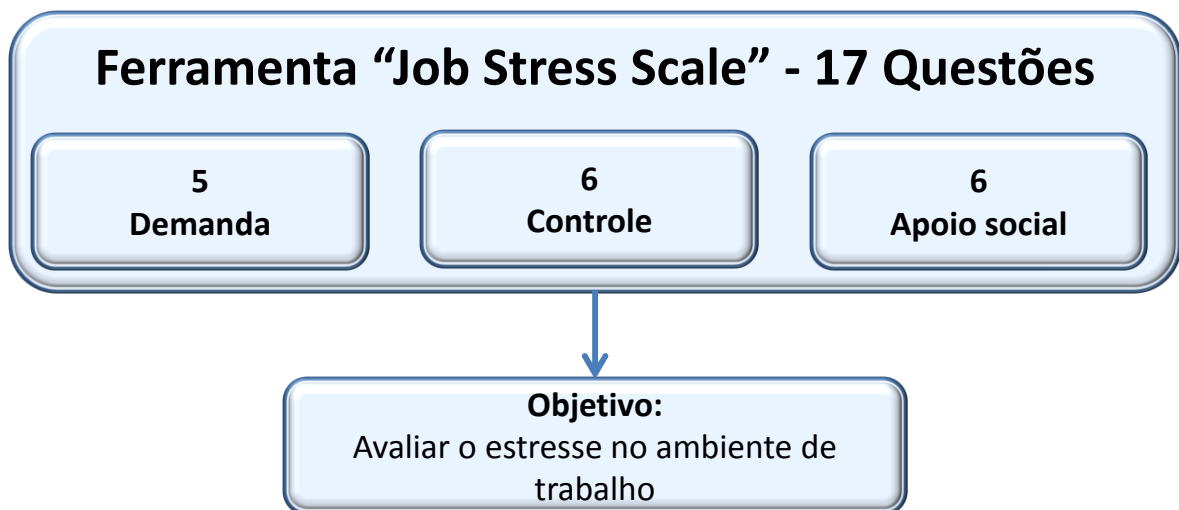 Ferramenta “Job Stress Scale” - 17 Questões
5
Demanda
6
Controle
6
Apoio social
Objetivo:
Avaliar o estresse no ambiente de
trabalho